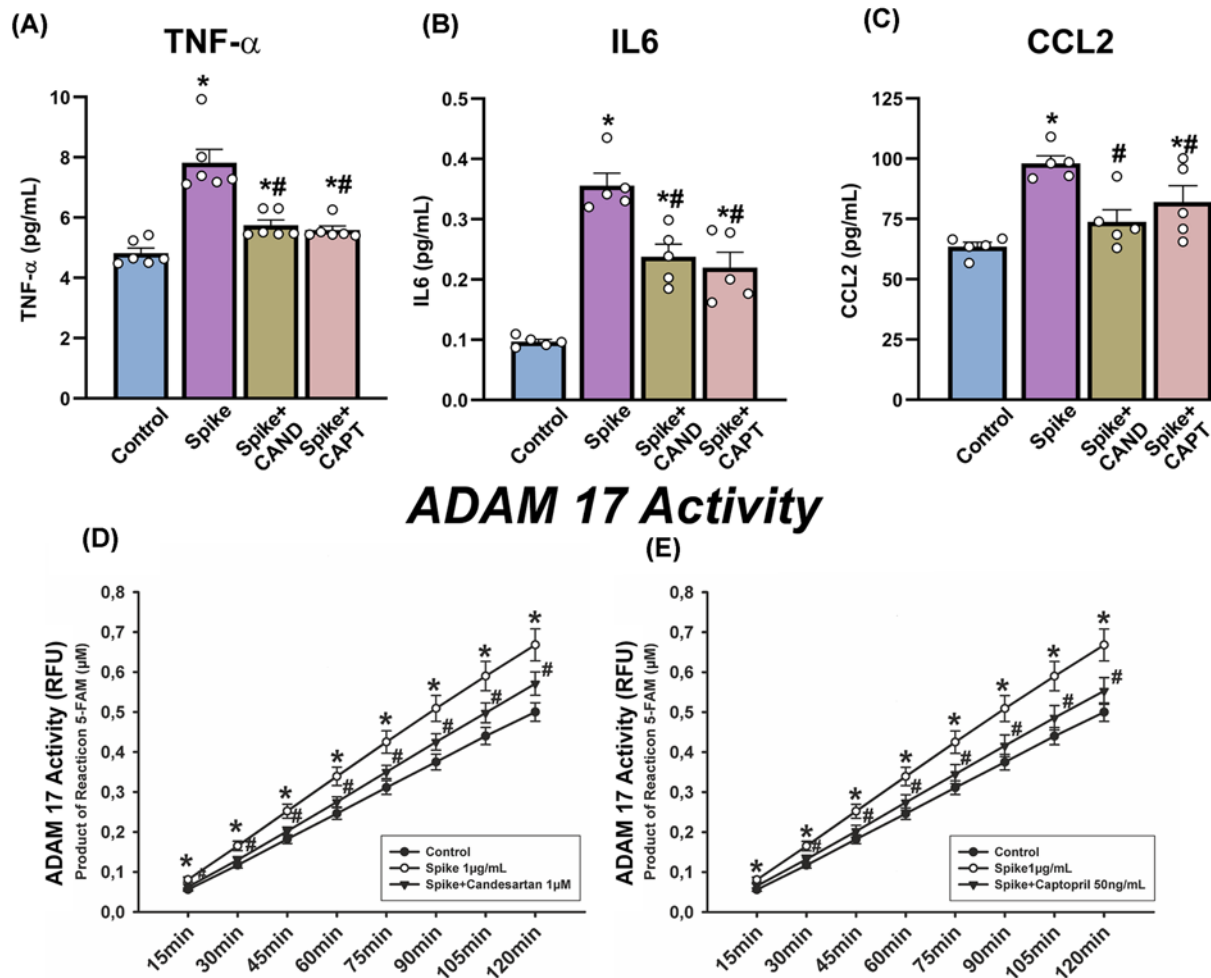 (A) TNF-α
*
*#
*#
TNF-α (pg/mL)
10
8
6
4
2
0
Control
Spike
Spike+
CAND
Spike+
CAPT
(B) IL6
*
*#
*#
IL6 (pg/mL)
0.5
0.4
0.3
0.2
0.1
0.0
Control
Spike
Spike+
CAND
Spike+
CAPT
(C) CCL2
*
#
*#
CCL2 (pg/mL)
125
100
75
50
25
0
Control
Spike
Spike+
CAND
Spike+
CAPT
ADAM 17 Activity
(D)
ADAM 17 Activity (RFU)
Product of Reacticon 5-FAM (µM)
0,8
0,7
0,6
0,5
0,4
0,3
0,2
0,1
0,0
* * * * * * * *
# # # # # # # #
Control
Spike 1µg/mL
Spike+Candesartan 1µM
15min
30min
45min
60min
75min
90min
105min
120min
(E)
ADAM 17 Activity (RFU)
Product of Reacticon 5-FAM (µM)
0,8
0,7
0,6
0,5
0,4
0,3
0,2
0,1
0,0
* * * * * * * *
# # # # # # #
Control
Spike1µg/mL
Spike+Captopril 50ng/mL
15min
30min
45min
60min
75min
90min
105min
120min